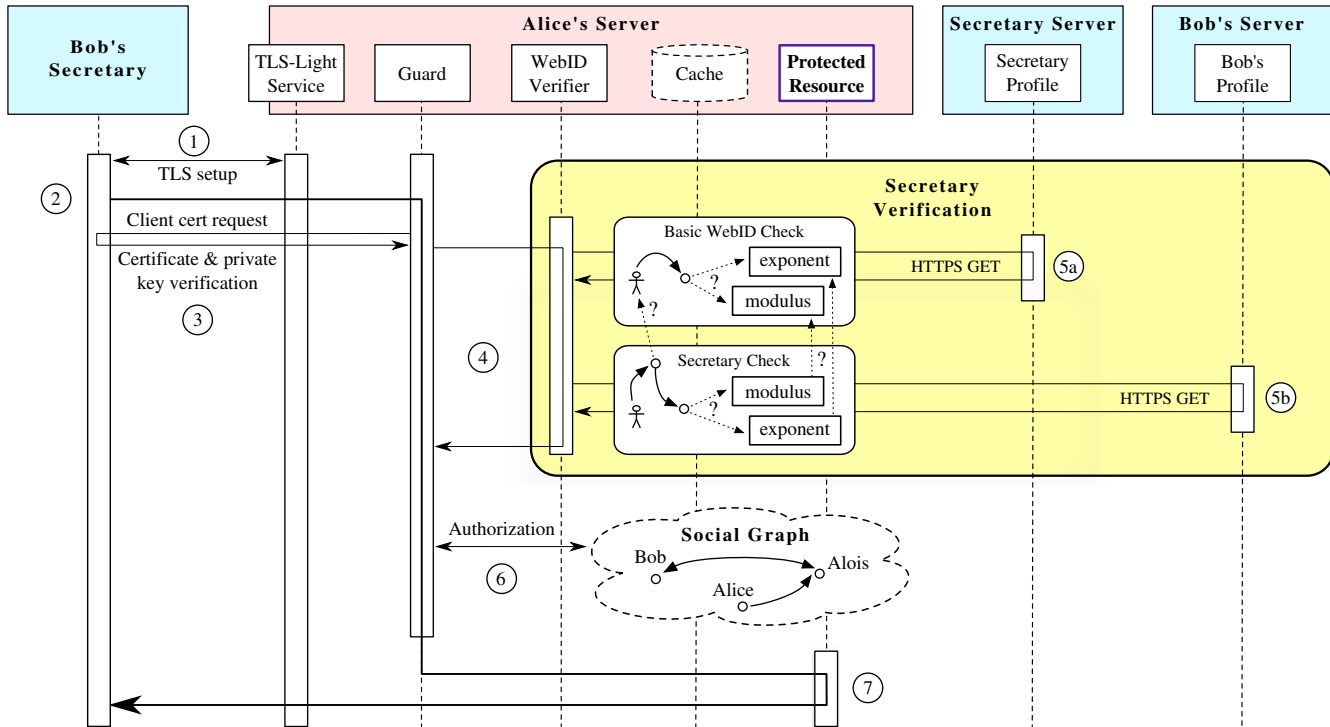 Bob's
Secretary
Alice's Server
TLS-Light
Service
Guard
WebID
Verifier
Cache
Protected
Resource
Secretary Server
Secretary
Profile
Bob's Server
Bob's
Profile
1
TLS setup
2
Client cert request
Certificate & private
key verification
3
4
Secretary
Verification
Basic WebID Check
exponent
?
modulus
?
HTTPS GET
5a
Secretary Check
?
modulus
?
exponent
HTTPS GET
5b
Authorization
6
Social Graph
Bob
Alois
Alice
7